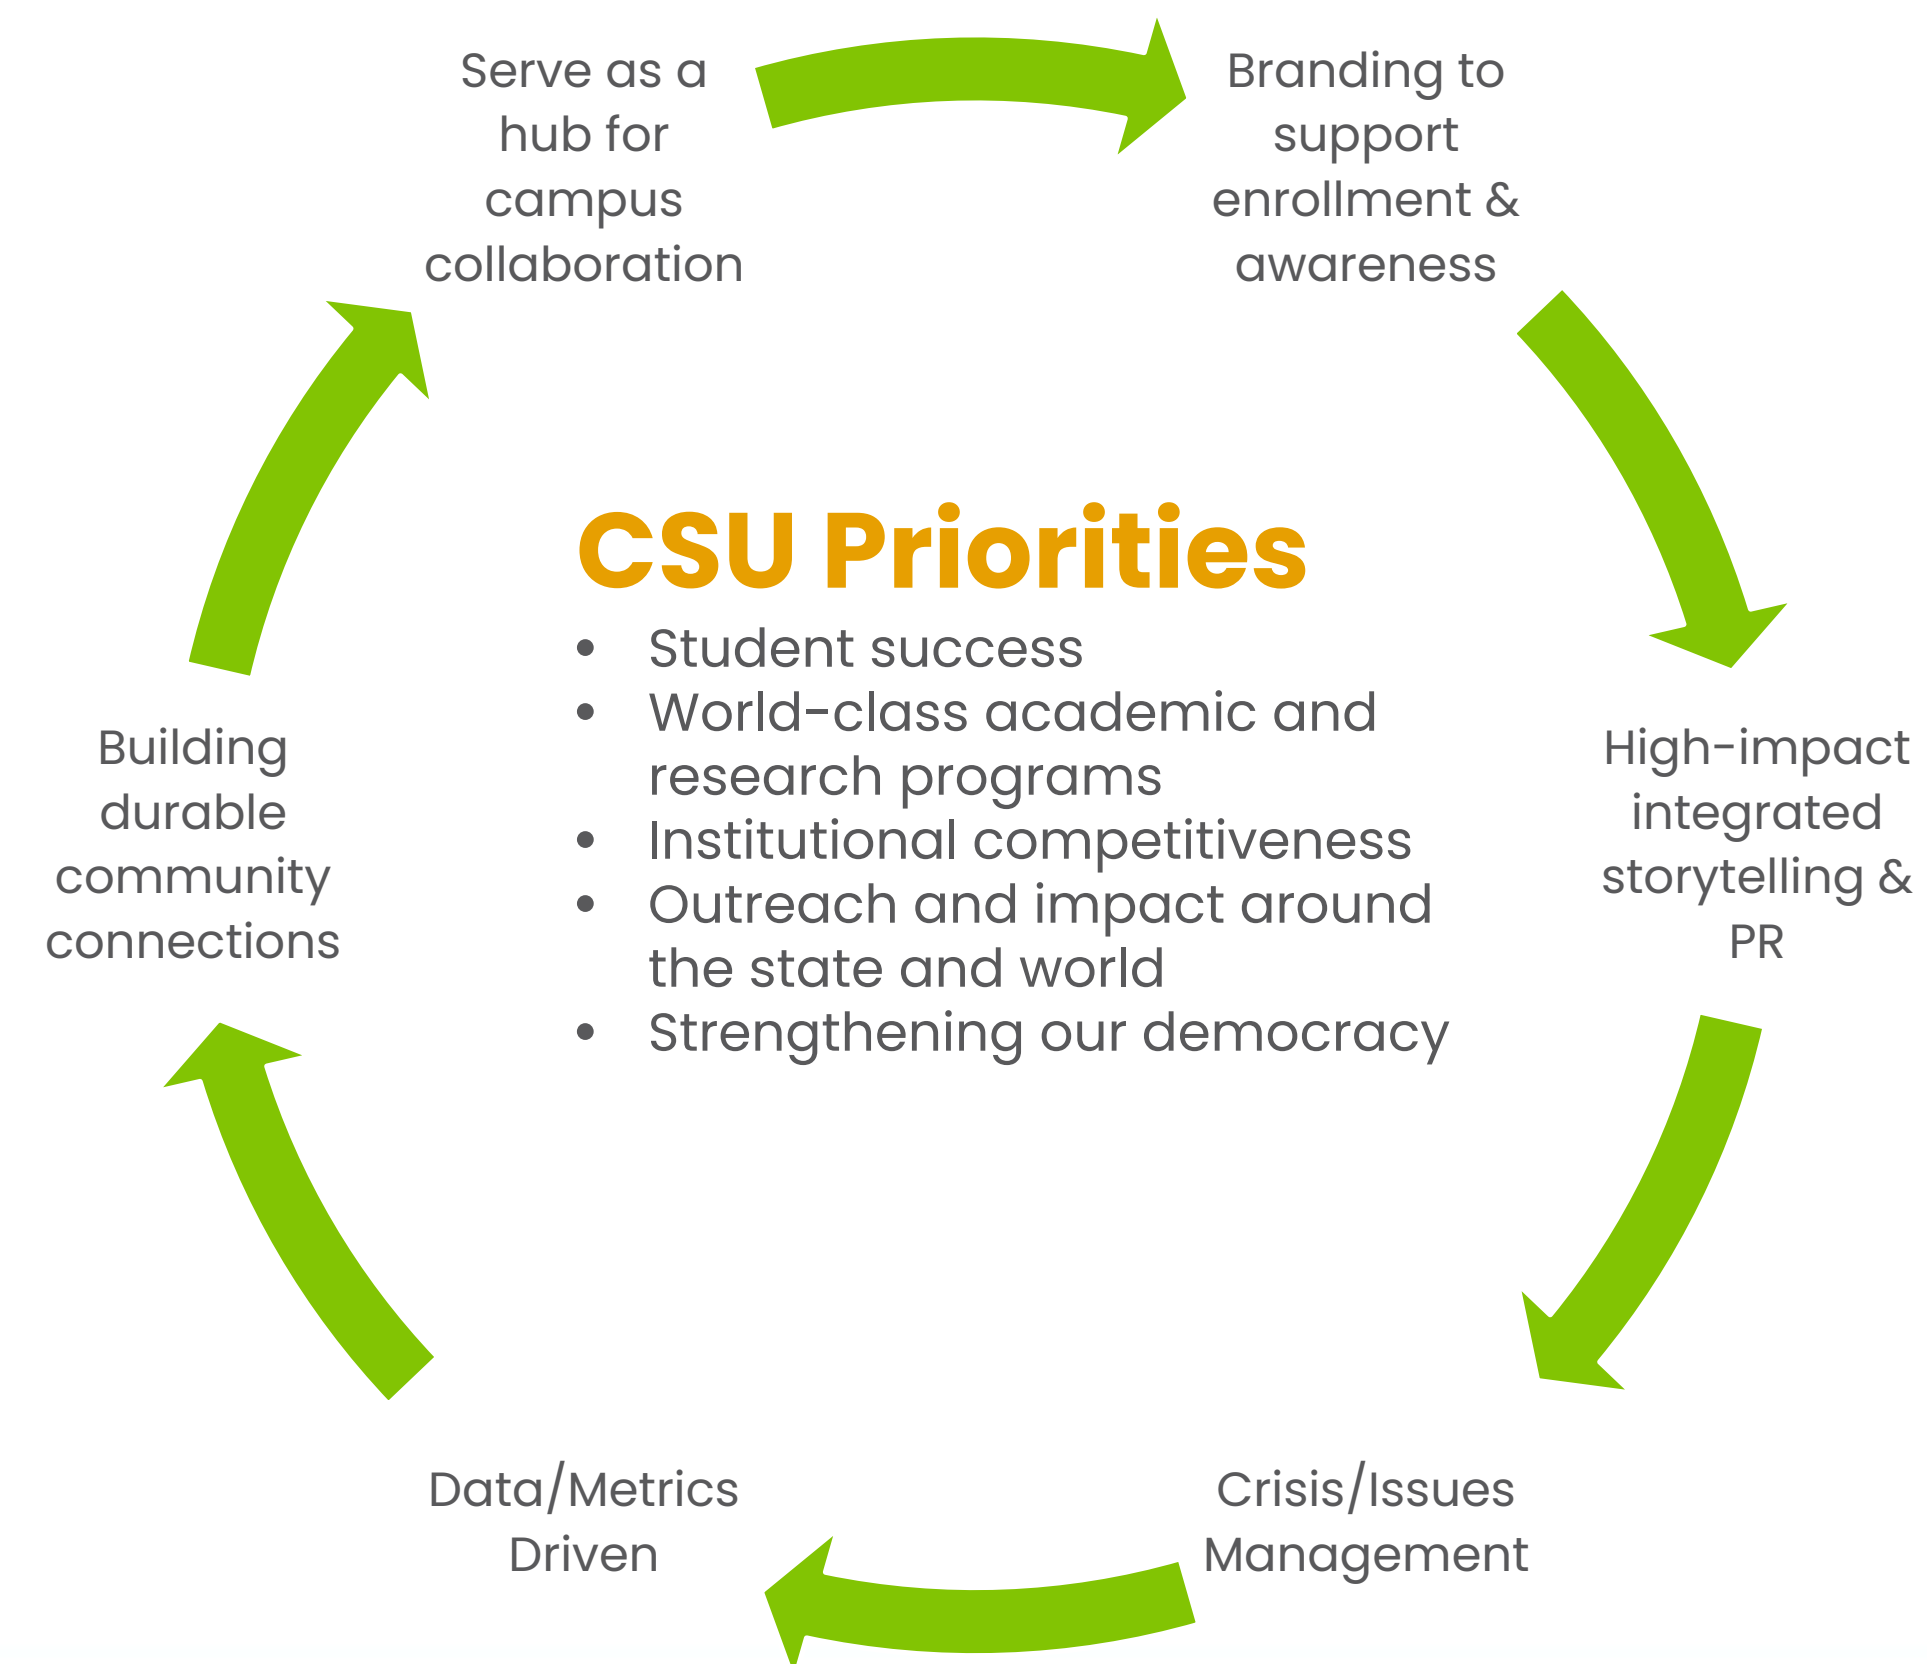 Serve as a
hub for
campus
collaboration
Branding to
support
enrollment &
awareness
High-impact
integrated
storytelling &
PR
Crisis/Issues
Management
Data/Metrics
Driven
Building
durable
community
connections
CSU Priorities
• Student success
• World-class academic and
research programs
• Institutional competitiveness
• Outreach and impact around
the state and world
• Strengthening our democracy